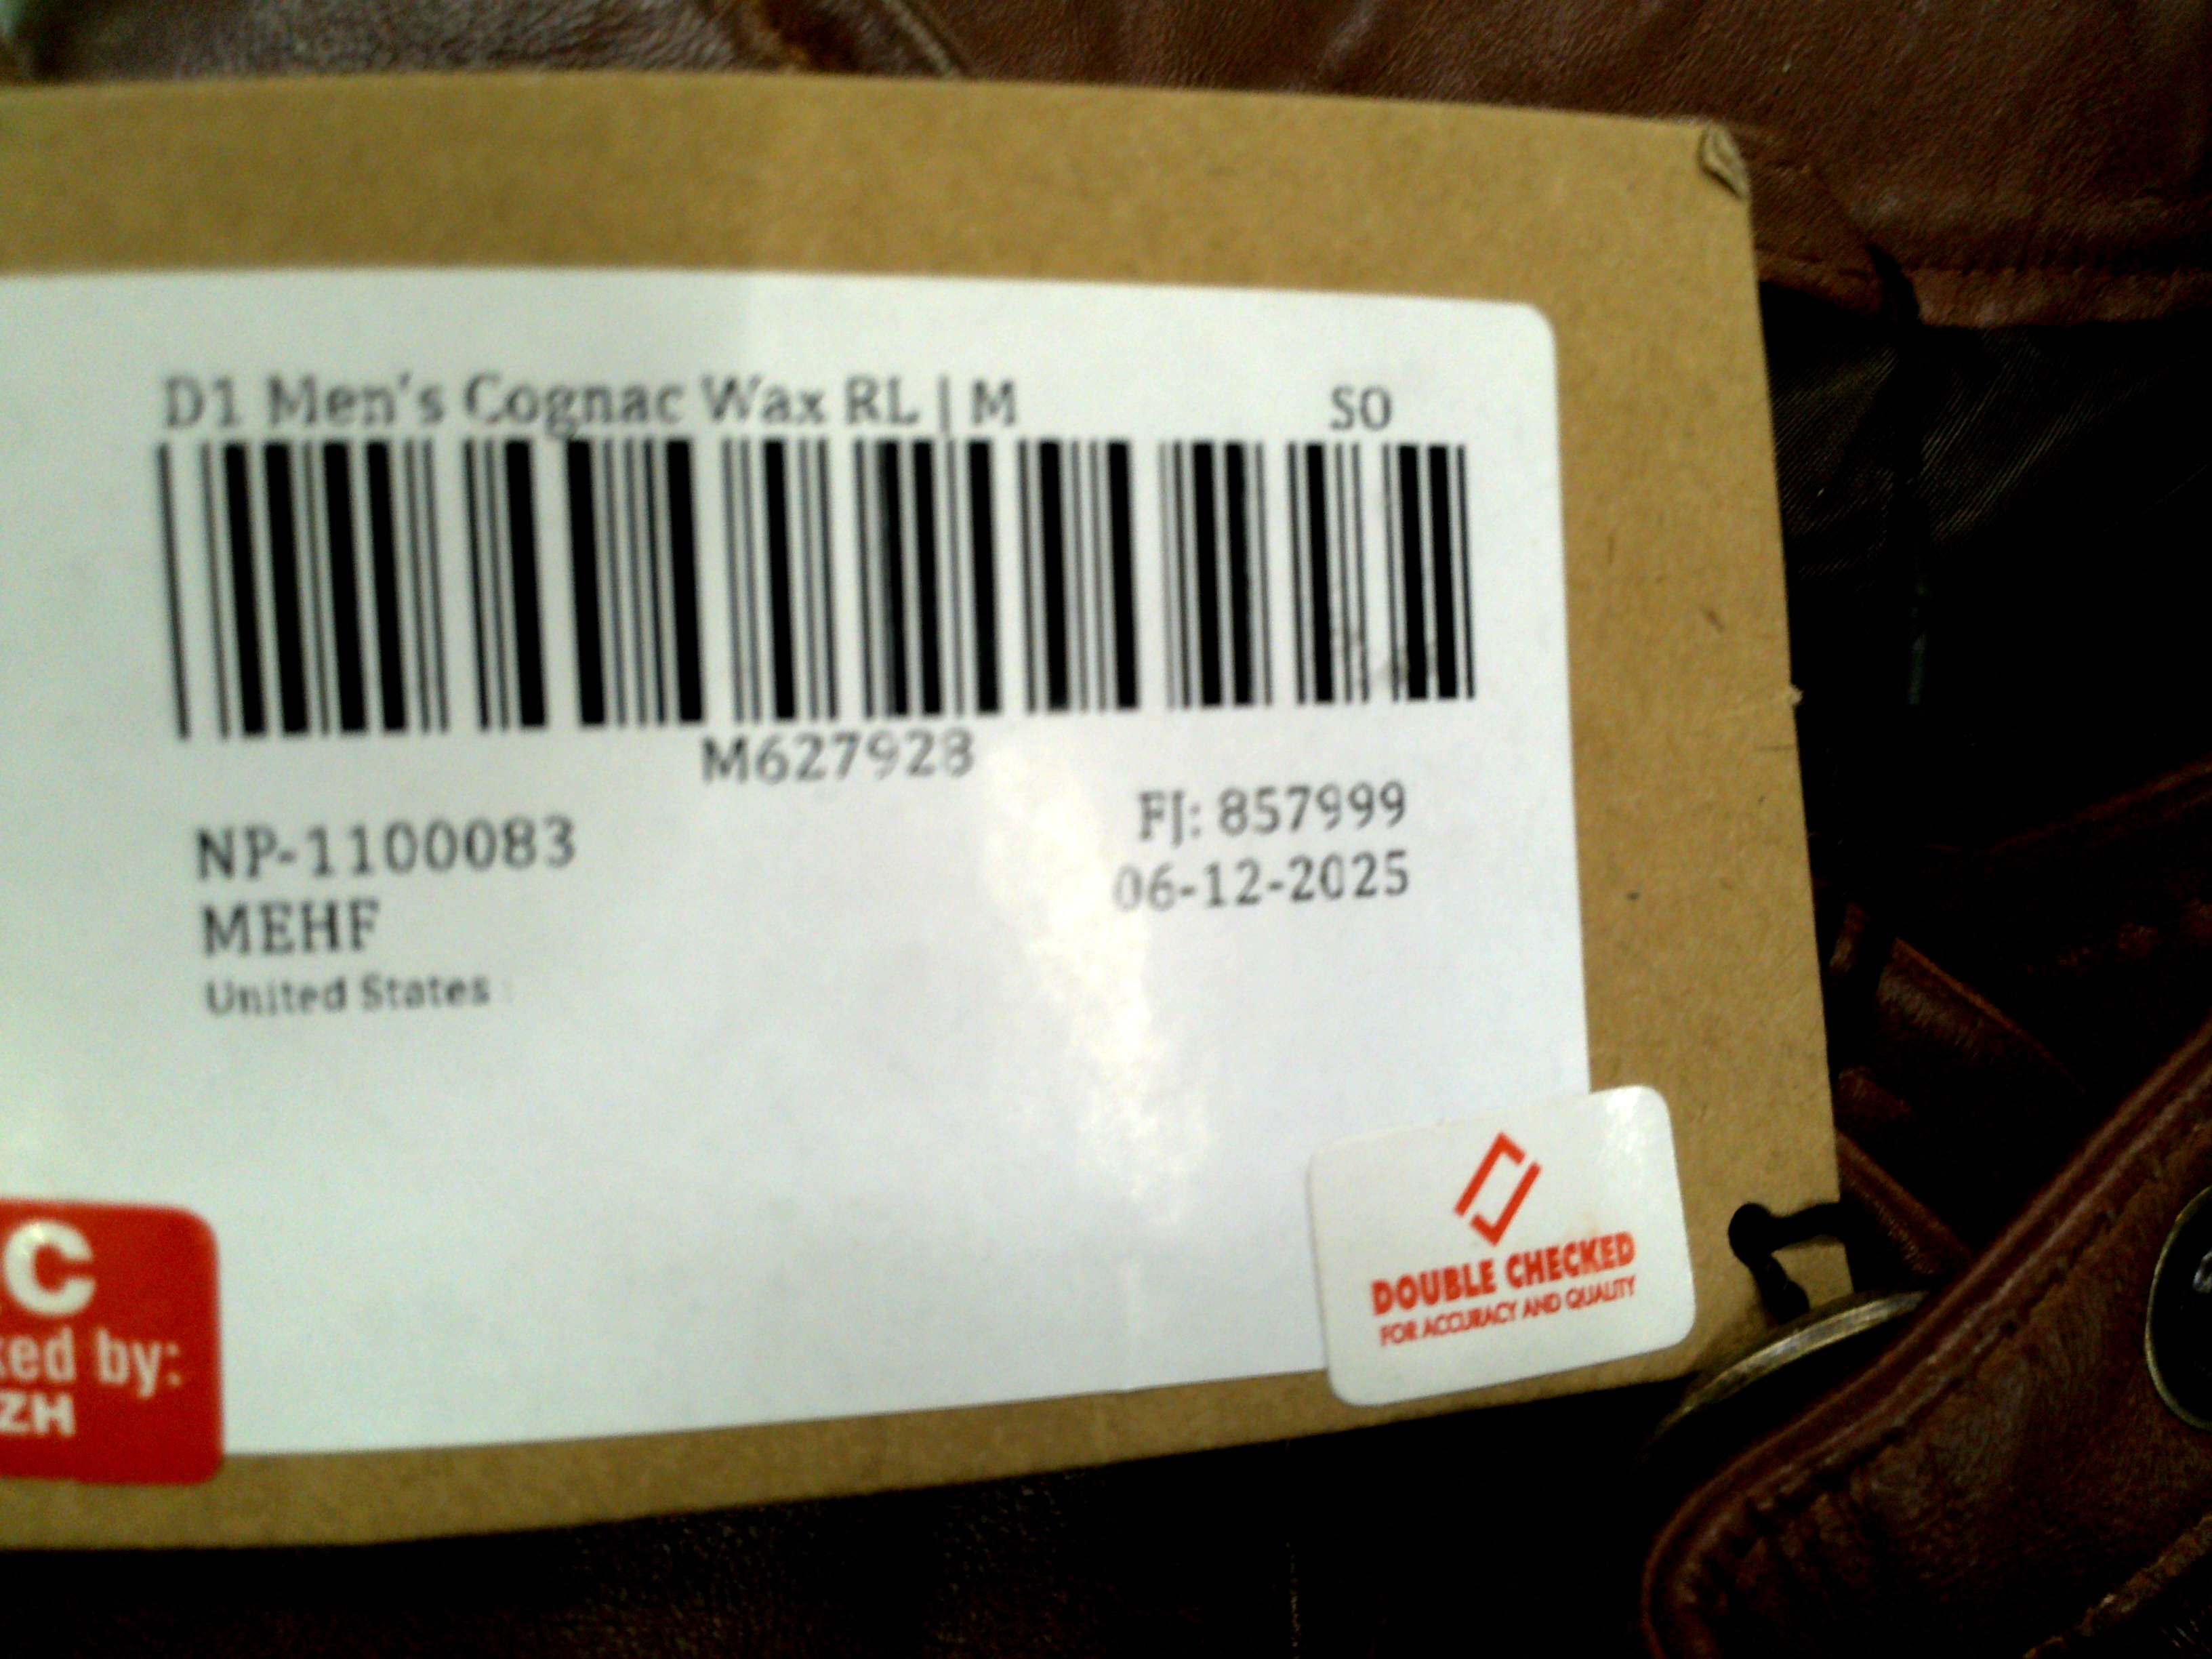 D1 Men's Cognac Wax RL | M SO
M627928
NP-1100083 FJ: 857999
MEHF 06-12-2025
United States
DOUBLE CHECKED
FOR ACCURACY AND QUALITY
C
ked by:
ZH